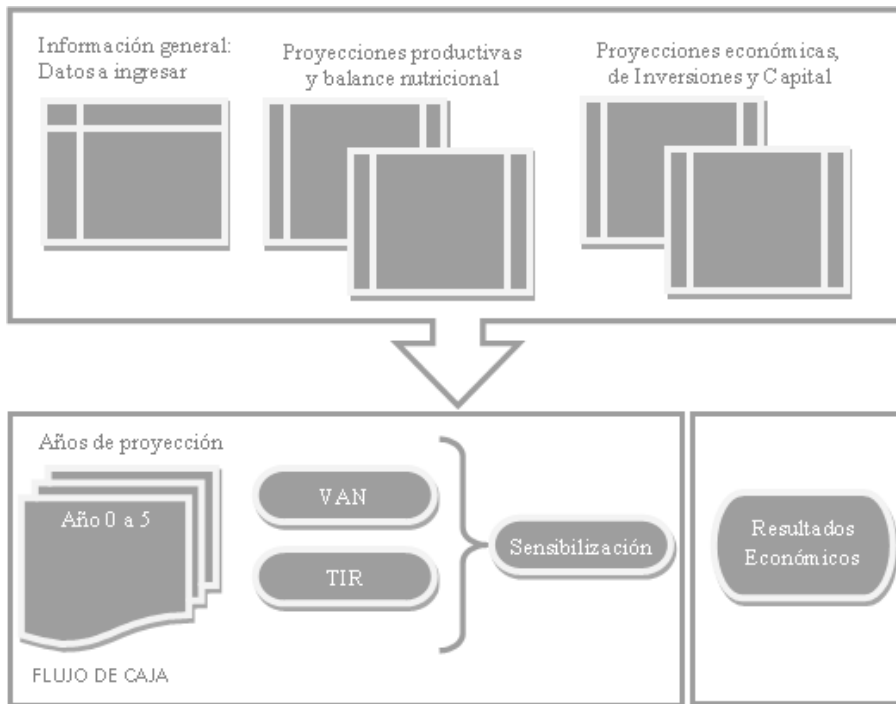 Información general:
Datos a ingresar
Proyecciones productivas
y balance nutricional
Proyecciones económicas,
de Inversiones y Capital
Años de proyección
Año 0 a 5
FLUJO DE CAJA
VAN
TIR
Sensibilización
Resultados
Económicos